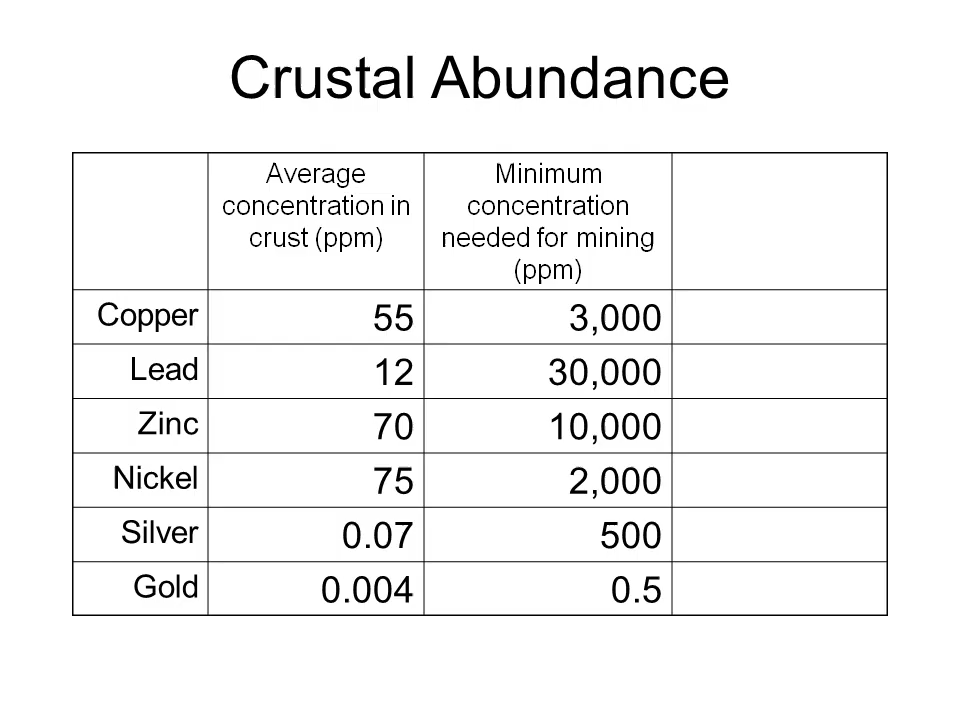 Crustal Abundance
Average
concentration in
crust (ppm)
Minimum
concentration
needed for mining
(ppm)
Copper 55 3,000
Lead 12 30,000
Zinc 70 10,000
Nickel 75 2,000
Silver 0.07 500
Gold 0.004 0.5